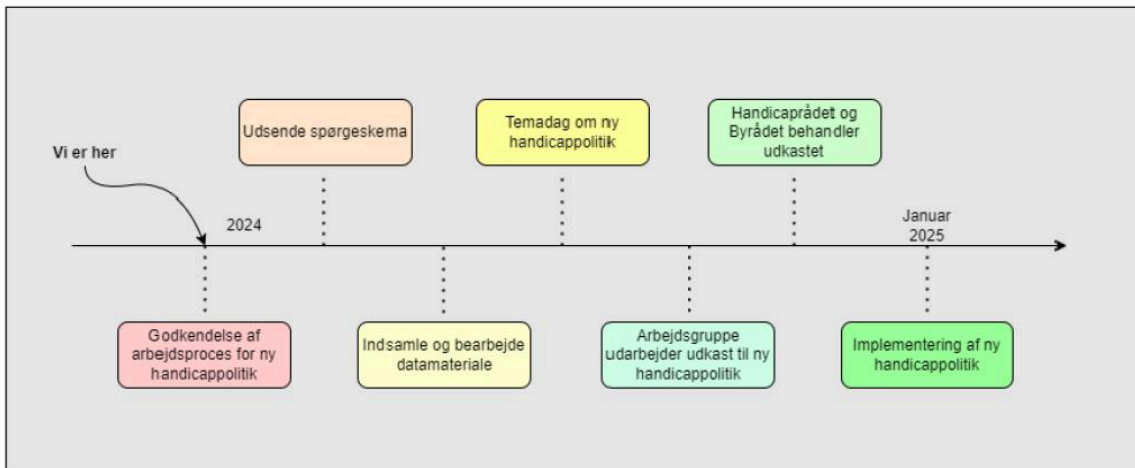 Udsende spørgeskema
Temadag om ny
handicappolitik
Handicaprådet og
Byrådet behandler
udkastet
Vi er her
2024
Januar
2025
Godkendelse af
arbejdsproces for ny
handicappolitik
Indsamle og bearbejde
datamateriale
Arbejdsgruppe
udarbejder udkast til ny
handicappolitik
Implementering af ny
handicappolitik